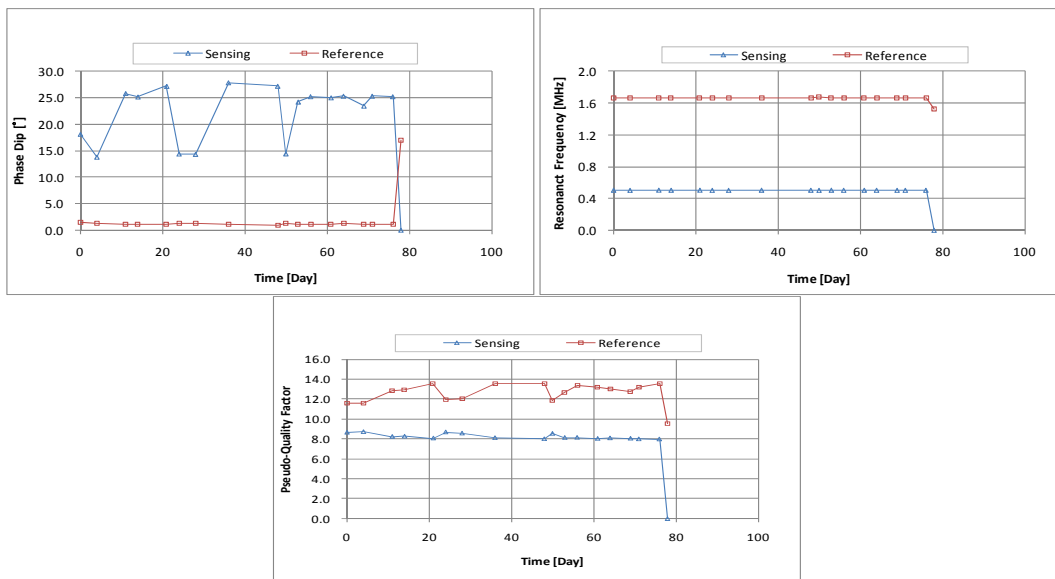 Sensing Reference
30.0
25.0
20.0
15.0
10.0
5.0
0.0
Phase Dip [°]
0 20 40 60 80 100
Time [Day]
Sensing Reference
2.0
1.6
1.2
0.8
0.4
0.0
Resonanct Frequency [MHz]
0 20 40 60 80 100
Time [Day]
Sensing Reference
16.0
14.0
12.0
10.0
8.0
6.0
4.0
2.0
0.0
Pseudo-Quality Factor
0 20 40 60 80 100
Time [Day]